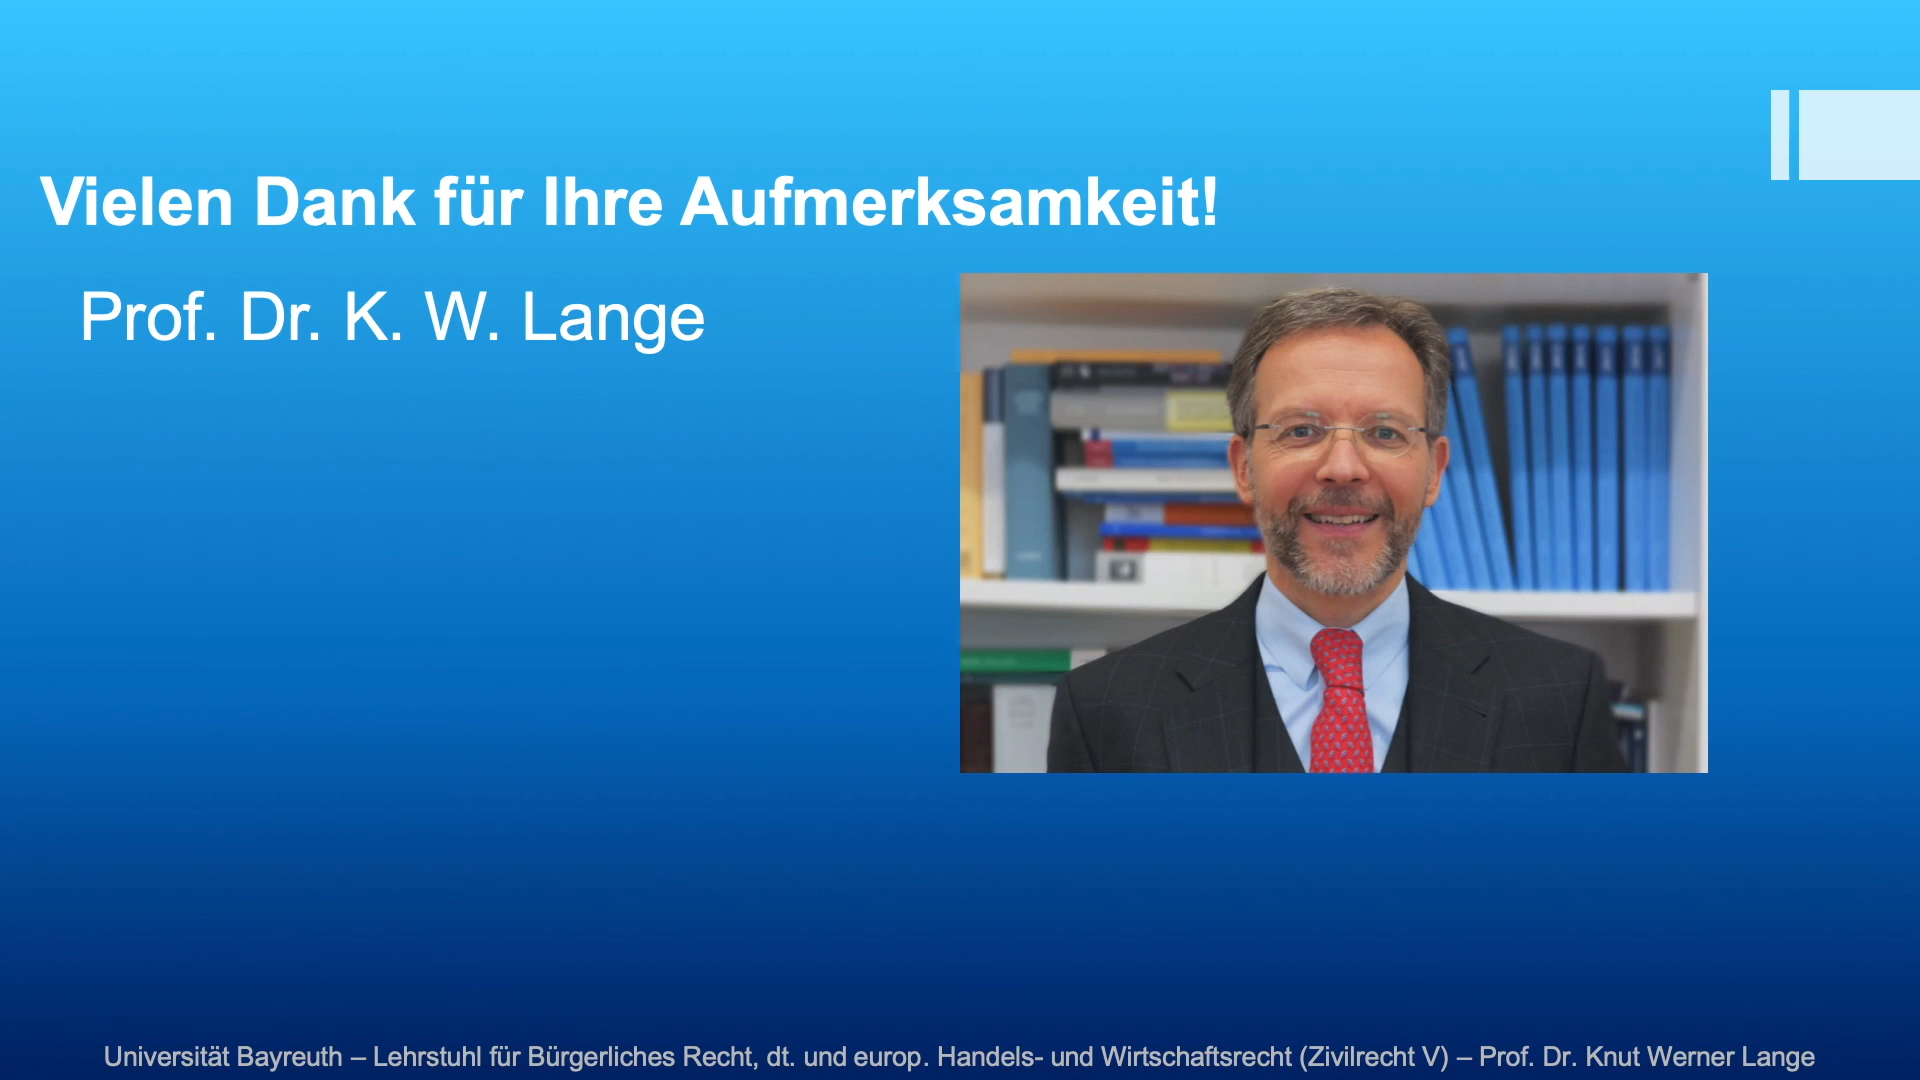 Vielen Dank für Ihre Aufmerksamkeit!
Prof. Dr. K. W. Lange
Universität Bayreuth – Lehrstuhl für Bürgerliches Recht, dt. und europ. Handels- und Wirtschaftsrecht (Zivilrecht V) – Prof. Dr. Knut Werner Lange